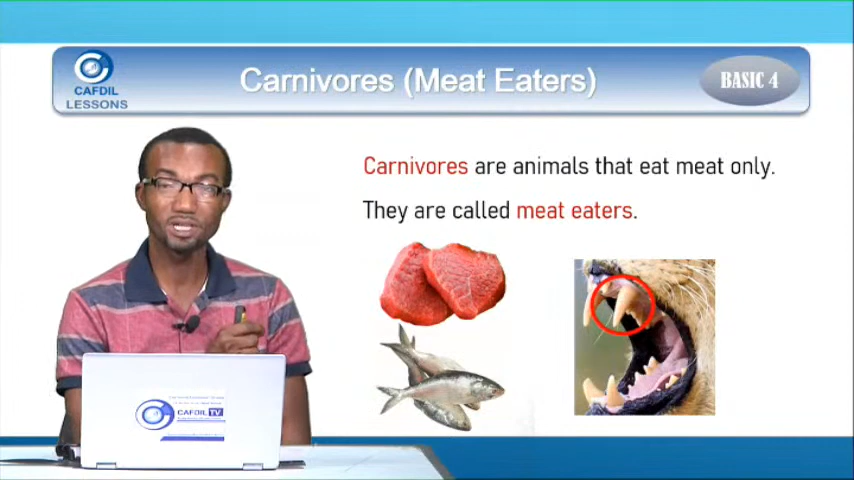 Carnivores (Meat Eaters)
BASIC 4
CAFDIL
LESSONS
Carnivores are animals that eat meat only.
They are called meat eaters.
CAFDIL TV